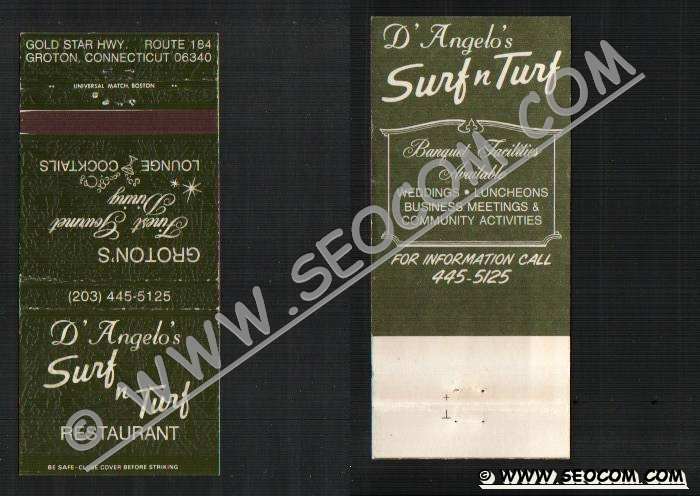 GOLD STAR HWY. ROUTE 184
GROTON, CONNECTICUT 06340
UNIVERSAL MATCH, BOSTON
GROTON'S
Finest Gourmet
Dining
LOUNGE COCKTAILS
(203) 445-5125
D'Angelo's
Surf
n Turf
RESTAURANT
BE SAFE-CLOSE COVER BEFORE STRIKING
D'Angelo's
Surf n Turf
Banquet Facilities
Available
WEDDINGS • LUNCHEONS
BUSINESS MEETINGS &
COMMUNITY ACTIVITIES
FOR INFORMATION CALL
445-5125
© WWW.SEOCOM.COM
© WWW.SEOCOM.COM